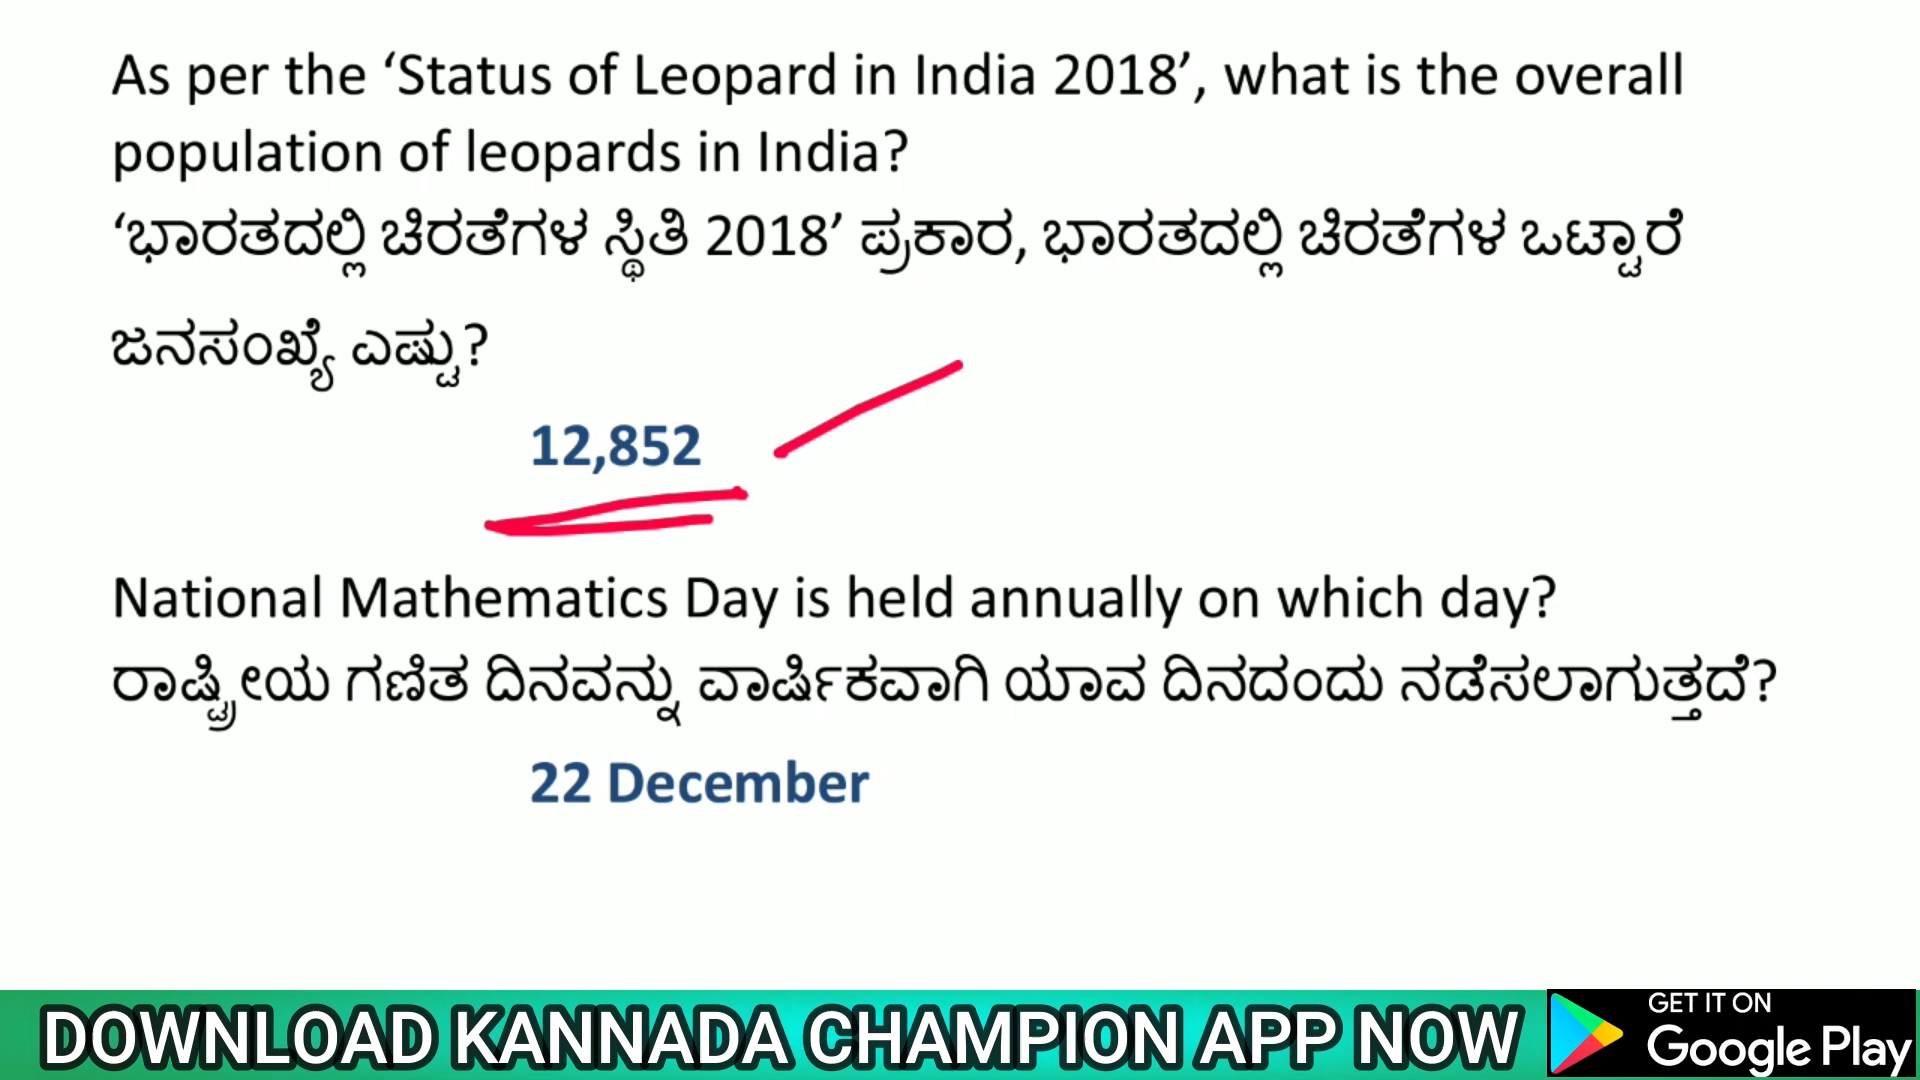 As per the ‘Status of Leopard in India 2018’, what is the overall
population of leopards in India?
‘ಭಾರತದಲ್ಲಿ ಚಿರತೆಗಳ ಸ್ಥಿತಿ 2018’ ಪ್ರಕಾರ, ಭಾರತದಲ್ಲಿ ಚಿರತೆಗಳ ಒಟ್ಟಾರೆ
ಜನಸಂಖ್ಯೆ ಎಷ್ಟು?
12,852
National Mathematics Day is held annually on which day?
ರಾಷ್ಟ್ರೀಯ ಗಣಿತ ದಿನವನ್ನು ವಾರ್ಷಿಕವಾಗಿ ಯಾವ ದಿನದಂದು ನಡೆಸಲಾಗುತ್ತದೆ?
22 December
DOWNLOAD KANNADA CHAMPION APP NOW
GET IT ON
Google Play